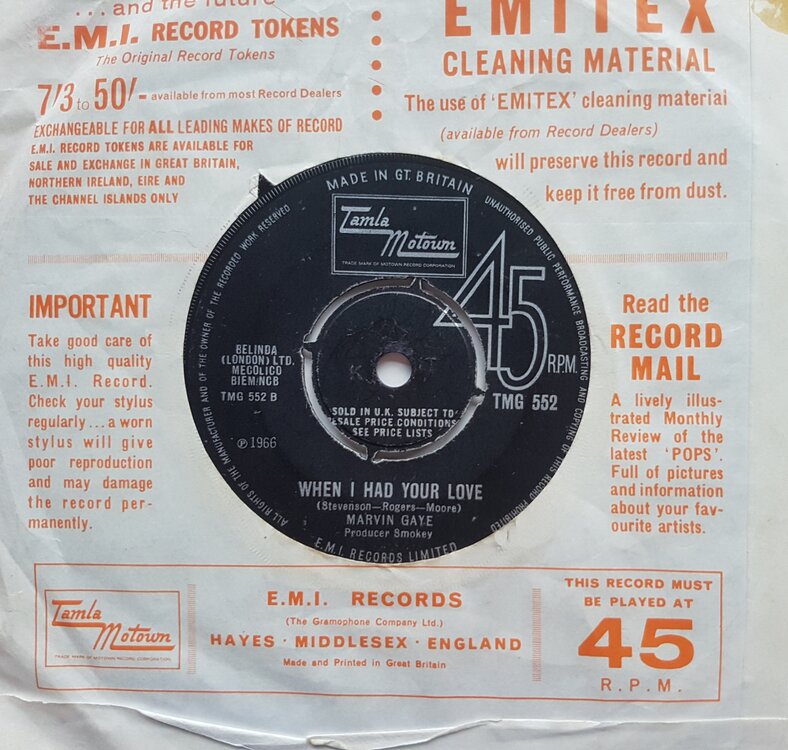 ...and the future
E.M.I. RECORD TOKENS
The Original Record Tokens
7/3 to 50/- available from most Record Dealers
EXCHANGEABLE FOR ALL LEADING MAKES OF RECORD
E.M.I. RECORD TOKENS ARE AVAILABLE FOR
SALE AND EXCHANGE IN GREAT BRITAIN,
NORTHERN IRELAND, EIRE AND
THE CHANNEL ISLANDS ONLY
EMITEX
CLEANING MATERIAL
The use of 'EMITEX' cleaning material
(available from Record Dealers)
will preserve this record and
keep it free from dust.
IMPORTANT
Take good care of
this high quality
E.M.I. Record.
Check your stylus
regularly...a worn
stylus will give
poor reproduction
and may damage
the record per-
manently.
MADE IN GT. BRITAIN
UNAUTHORISED PUBLIC PERFORMANCE BROADCASTING AND COPYING OF THIS RECORD PROHIBITED
ALL RIGHTS OF THE MANUFACTURER AND OF THE OWNER OF THE RECORDED WORK RESERVED
Tamla
Motown
TRADE MARK OF MOTOWN RECORD CORPORATION
45
R.P.M.
TMG 552
BELINDA
(LONDON) LTD.
MECOLICO
BIEM:NCB
TMG 552 B
℗ 1966
SOLD IN U.K. SUBJECT TO
ESALE PRICE CONDITIONS
SEE PRICE LISTS
WHEN I HAD YOUR LOVE
(Stevenson—Rogers—Moore)
MARVIN GAYE
Producer Smokey
E.M.I. RECORDS LIMITED
Read the
RECORD
MAIL
A lively illus-
trated Monthly
Review of the
latest 'POPS'.
Full of pictures
and information
about your fav-
ourite artists.
Tamla
Motown
TRADE MARK OF MOTOWN RECORD CORPORATION
E.M.I. RECORDS
(The Gramophone Company Ltd.)
HAYES · MIDDLESEX · ENGLAND
Made and Printed in Great Britain
THIS RECORD MUST
BE PLAYED AT
45
R.P.M.